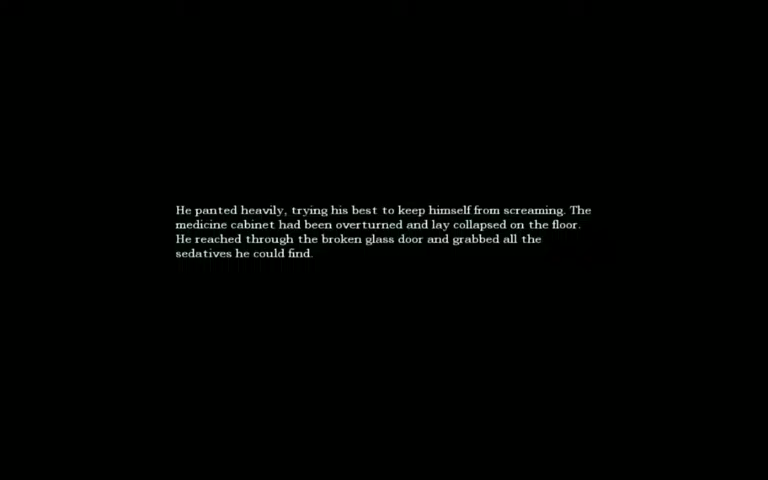 He panted heavily, trying his best to keep himself from screaming. The
medicine cabinet had been overturned and lay collapsed on the floor.
He reached through the broken glass door and grabbed all the
sedatives he could find.